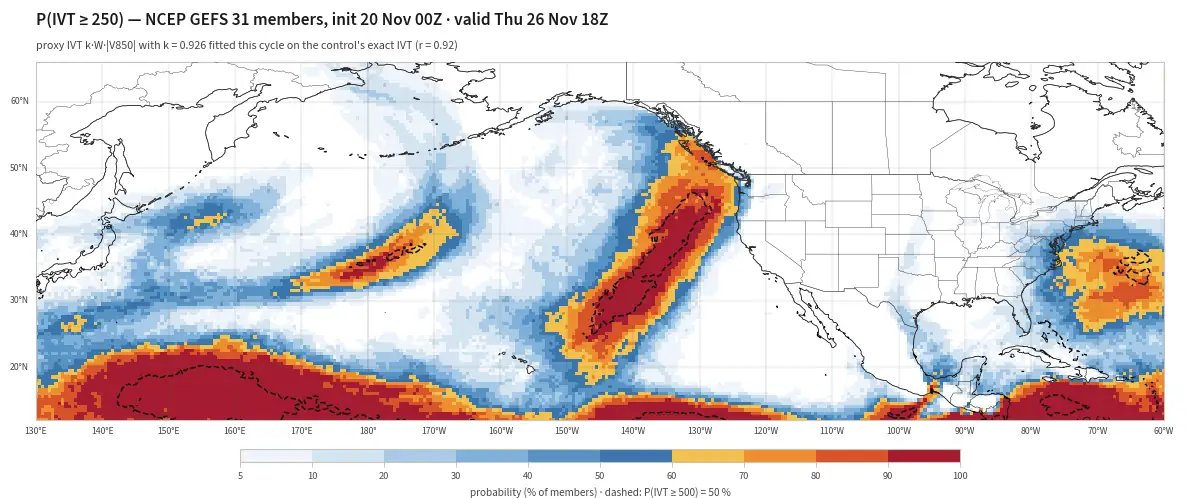 P(IVT ≥ 250) — NCEP GEFS 31 members, init 20 Nov 00Z · valid Thu 26 Nov 18Z
proxy IVT k·W·|V850| with k = 0.926 fitted this cycle on the control's exact IVT (r = 0.92)
60°N
50°N
40°N
30°N
20°N
130°E 140°E 150°E 160°E 170°E 180° 170°W 160°W 150°W 140°W 130°W 120°W 110°W 100°W 90°W 80°W 70°W 60°W
5 10 20 30 40 50 60 70 80 90 100
probability (% of members) · dashed: P(IVT ≥ 500) = 50 %